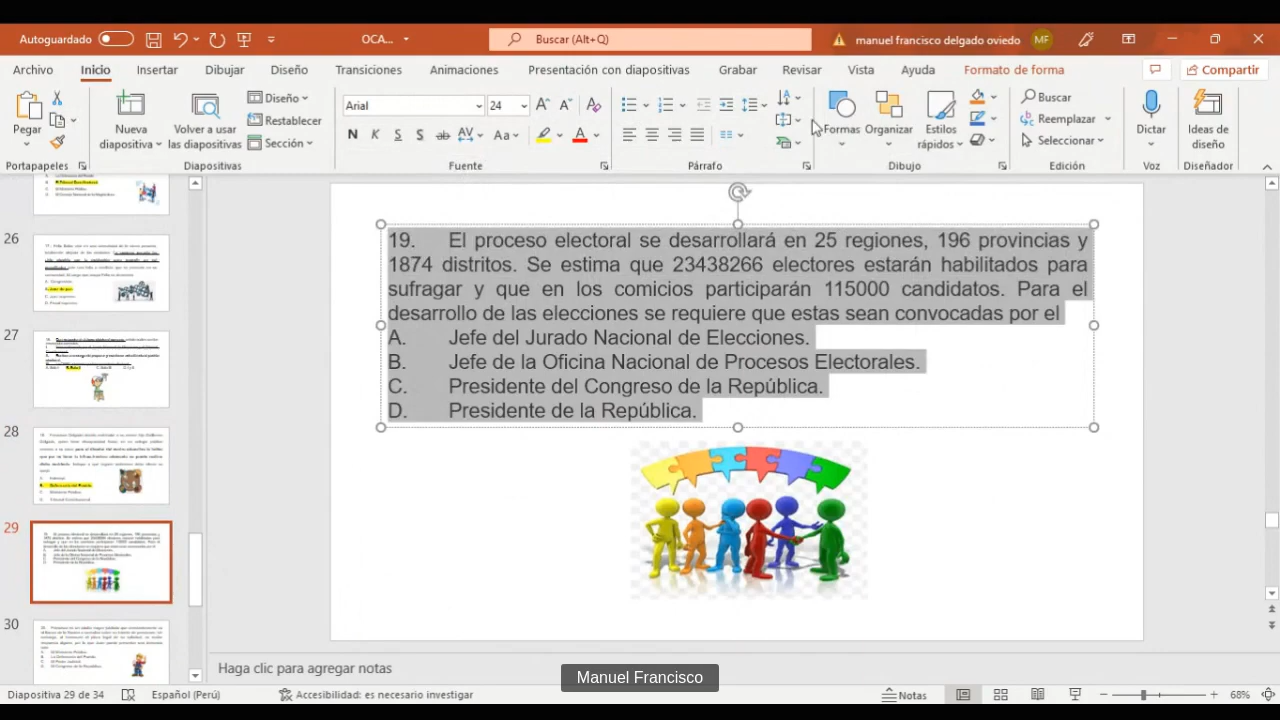 Autoguardado
OCA...
Buscar (Alt+Q)
manuel francisco delgado oviedo
MF
Archivo
Inicio
Insertar
Dibujar
Diseño
Transiciones
Animaciones
Presentación con diapositivas
Grabar
Revisar
Vista
Ayuda
Formato de forma
Compartir
Pegar
Nueva
diapositiva
Volver a usar
las diapositivas
Diseño
Restablecer
Sección
Arial
24
N K S S ab AV Aa A
Formas
Organizar
Estilos
rápidos
Buscar
Reemplazar
Seleccionar
Dictar
Ideas de
diseño
Portapapeles
Diapositivas
Fuente
Párrafo
Dibujo
Edición
Voz
Diseñador
26
27
28
29
30
19. El proceso electoral se desarrollará en 25 regiones, 196 provincias y
1874 distritos. Se estima que 23438263 electores estarán habilitados para
sufragar y que en los comicios participarán 115000 candidatos. Para el
desarrollo de las elecciones se requiere que estas sean convocadas por el
A. Jefe del Jurado Nacional de Elecciones.
B. Jefe de la Oficina Nacional de Procesos Electorales.
C. Presidente del Congreso de la República.
D. Presidente de la República.
Haga clic para agregar notas
Manuel Francisco
Diapositiva 29 de 34
Español (Perú)
Accesibilidad: es necesario investigar
Notas
68%